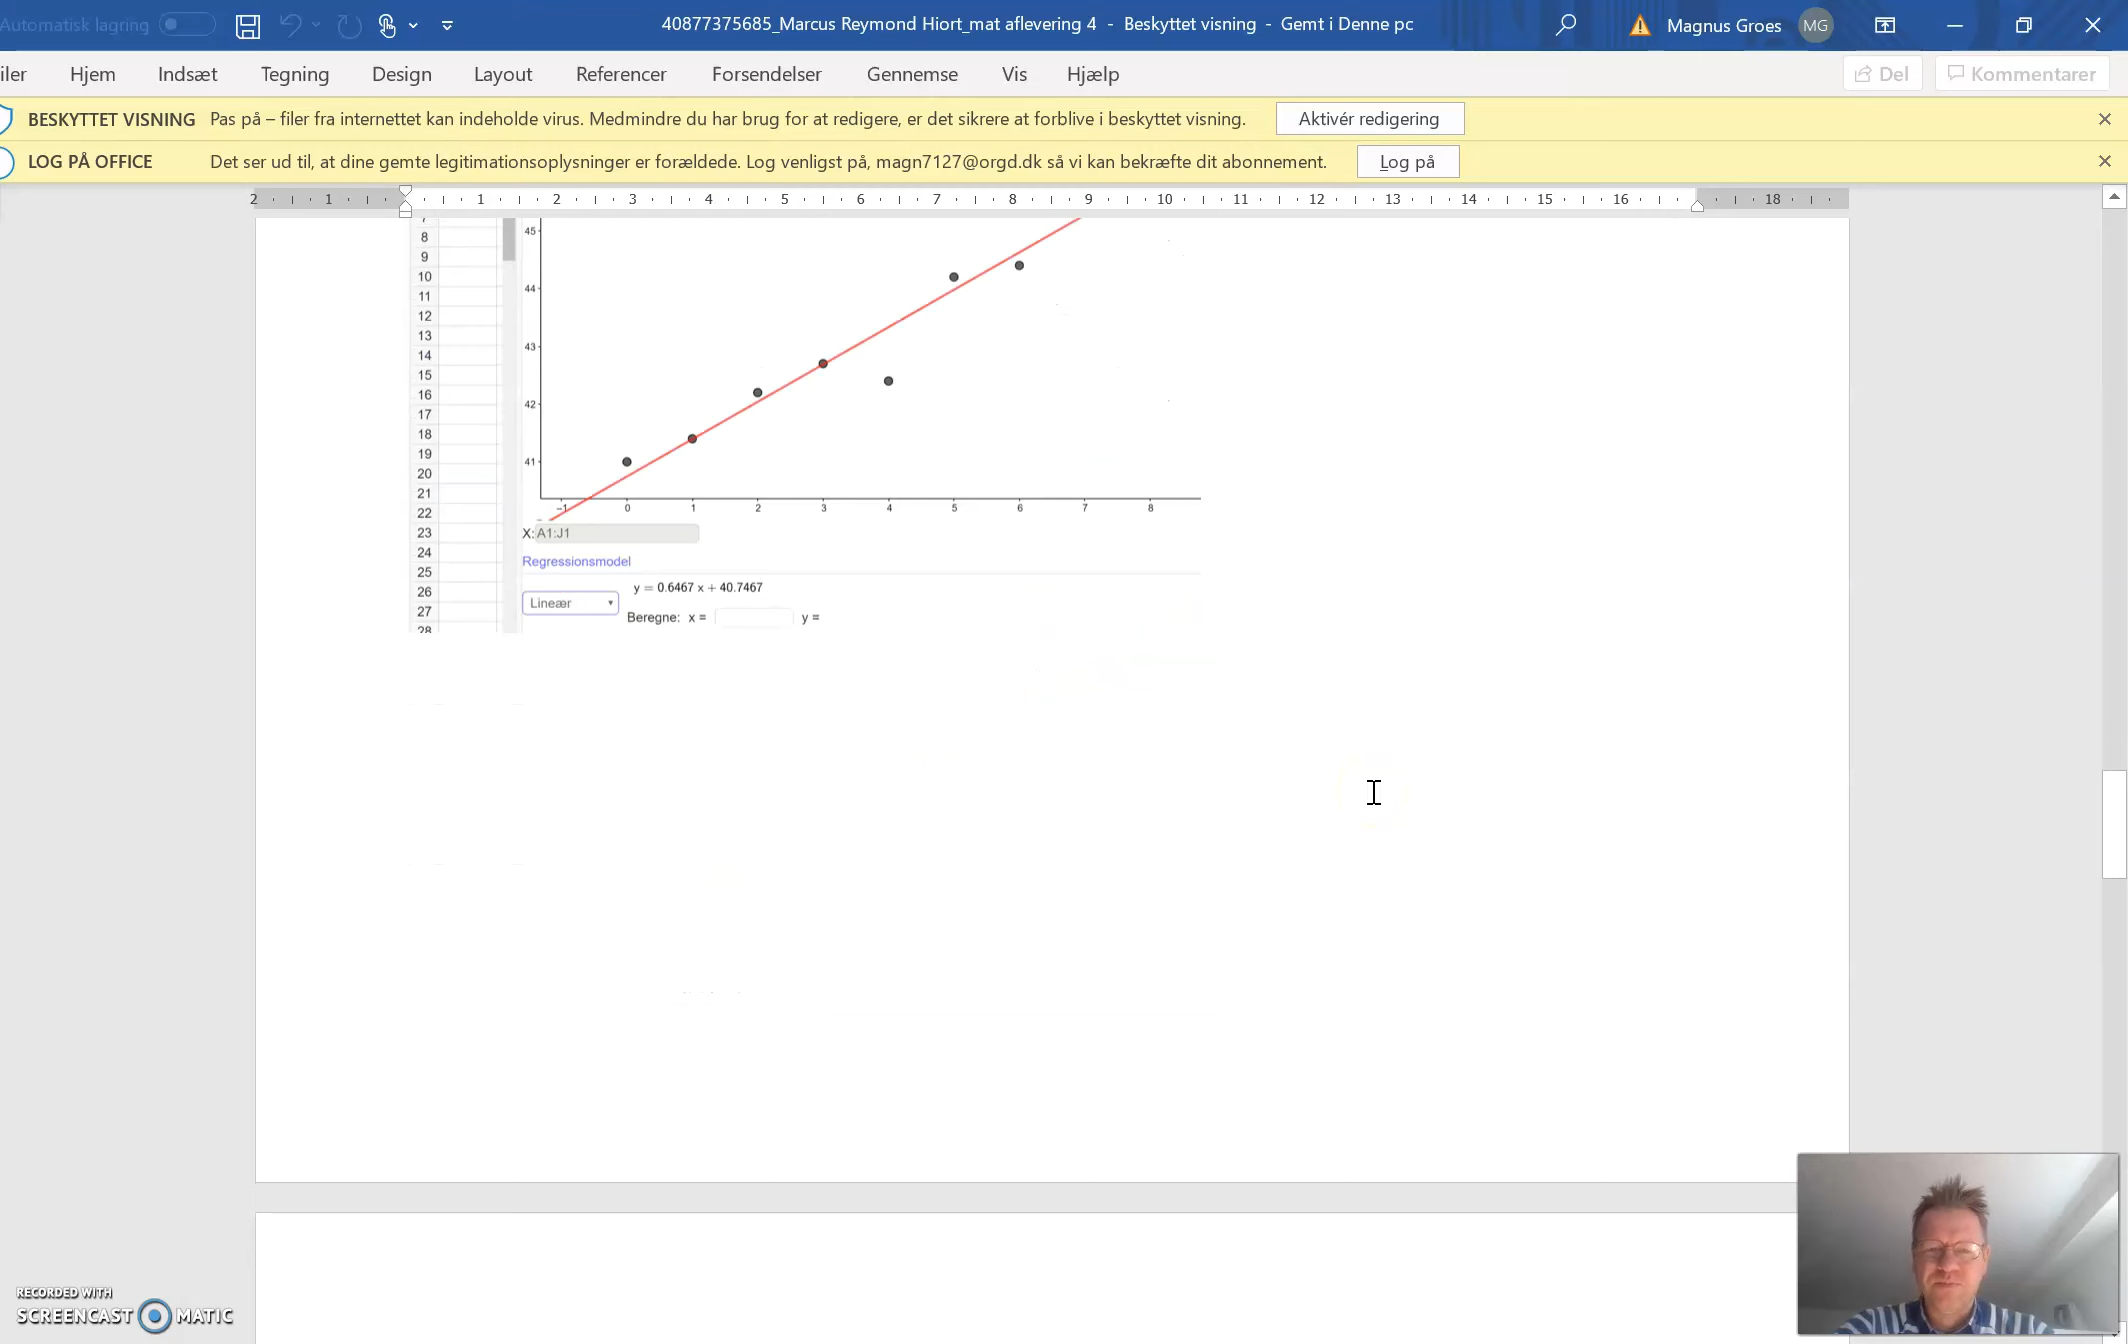 Automatisk lagring
40877375685_Marcus Reymond Hiort_mat aflevering 4 - Beskyttet visning - Gemt i Denne pc
Magnus Groes MG
iler Hjem Indsæt Tegning Design Layout Referencer Forsendelser Gennemse Vis Hjælp Del Kommentarer
BESKYTTET VISNING Pas på – filer fra internettet kan indeholde virus. Medmindre du har brug for at redigere, er det sikrere at forblive i beskyttet visning. Aktivér redigering
LOG PÅ OFFICE Det ser ud til, at dine gemte legitimationsoplysninger er forældede. Log venligst på, magn7127@orgd.dk så vi kan bekræfte dit abonnement. Log på
2 1 1 2 3 4 5 6 7 8 9 10 11 12 13 14 15 16 18
8
9
10
11
12
13
14
15
16
17
18
19
20
21
22
23
24
25
26
27
28
45
44
43
42
41
-1 0 1 2 3 4 5 6 7 8
X: A1:J1
Regressionsmodel
y = 0.6467 x + 40.7467
Lineær
Beregne: x = y =
RECORDED WITH
SCREENCAST MATIC